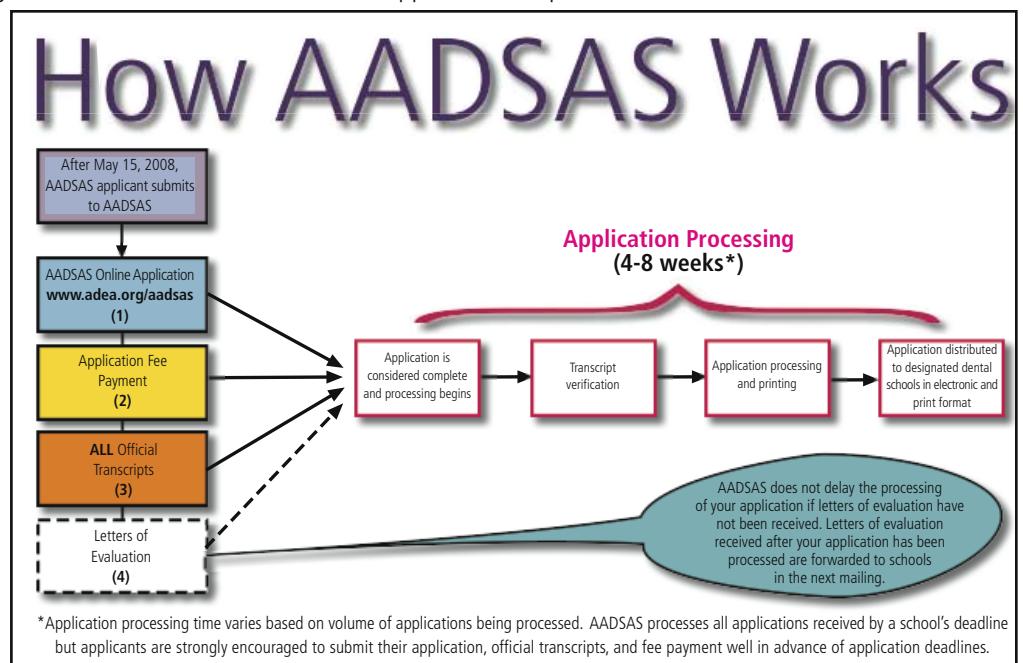 How AADSAS Works
After May 15, 2008,
AADSAS applicant submits
to AADSAS
AADSAS Online Application
www.adea.org/aadsas
(1)
Application Fee
Payment
(2)
ALL Official
Transcripts
(3)
Letters of
Evaluation
(4)
Application Processing
(4-8 weeks*)
Application is
considered complete
and processing begins
Transcript
verification
Application processing
and printing
Application distributed
to designated dental
schools in electronic and
print format
AADSAS does not delay the processing
of your application if letters of evaluation have
not been received. Letters of evaluation
received after your application has been
processed are forwarded to schools
in the next mailing.
*Application processing time varies based on volume of applications being processed. AADSAS processes all applications received by a school's deadline
but applicants are strongly encouraged to submit their application, official transcripts, and fee payment well in advance of application deadlines.